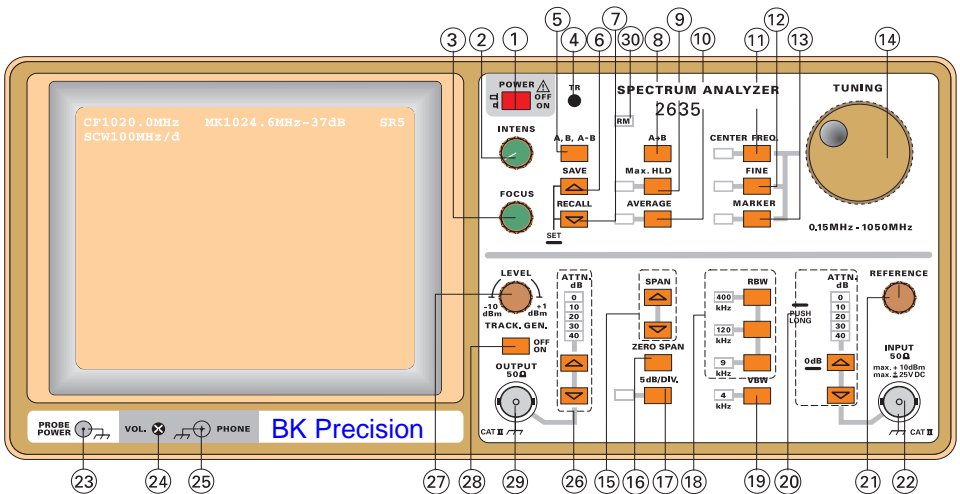 5 7 9 12
3 2 1 4 6 30 8 10 11 13 14
POWER
OFF
ON
TR
SPECTRUM ANALYZER
2635
TUNING
CF1020.0MHz MK1024.6MHz-37dB SR5
SCW100MHz/d
RM
INTENS
A, B, A-B
A→B
CENTER FREQ.
SAVE
Max. HLD
FINE
FOCUS
RECALL
AVERAGE
MARKER
SET
0.15MHz - 1050MHz
LEVEL
-10
dBm
+1
dBm
ATTN.
dB
0
10
20
30
40
SPAN
RBW
400
kHz
120
kHz
9
kHz
PUSH
LONG
ATTN.
dB
0
10
20
30
40
REFERENCE
TRACK. GEN.
OFF
ON
ZERO SPAN
0dB
INPUT
50Ω
max. + 10dBm
max. ±25V DC
OUTPUT
50Ω
5dB/DIV.
VBW
4
kHz
CAT II
CAT II
PROBE
POWER
VOL.
PHONE
BK Precision
23 24 25 27 28 29 26 15 16 17 18 19 20 21 22